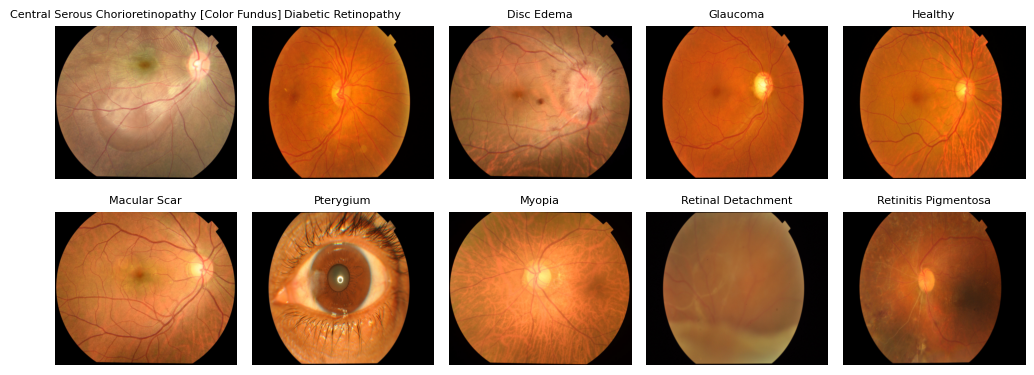 Central Serous Chorioretinopathy [Color Fundus]
Diabetic Retinopathy
Disc Edema
Glaucoma
Healthy
Macular Scar
Pterygium
Myopia
Retinal Detachment
Retinitis Pigmentosa